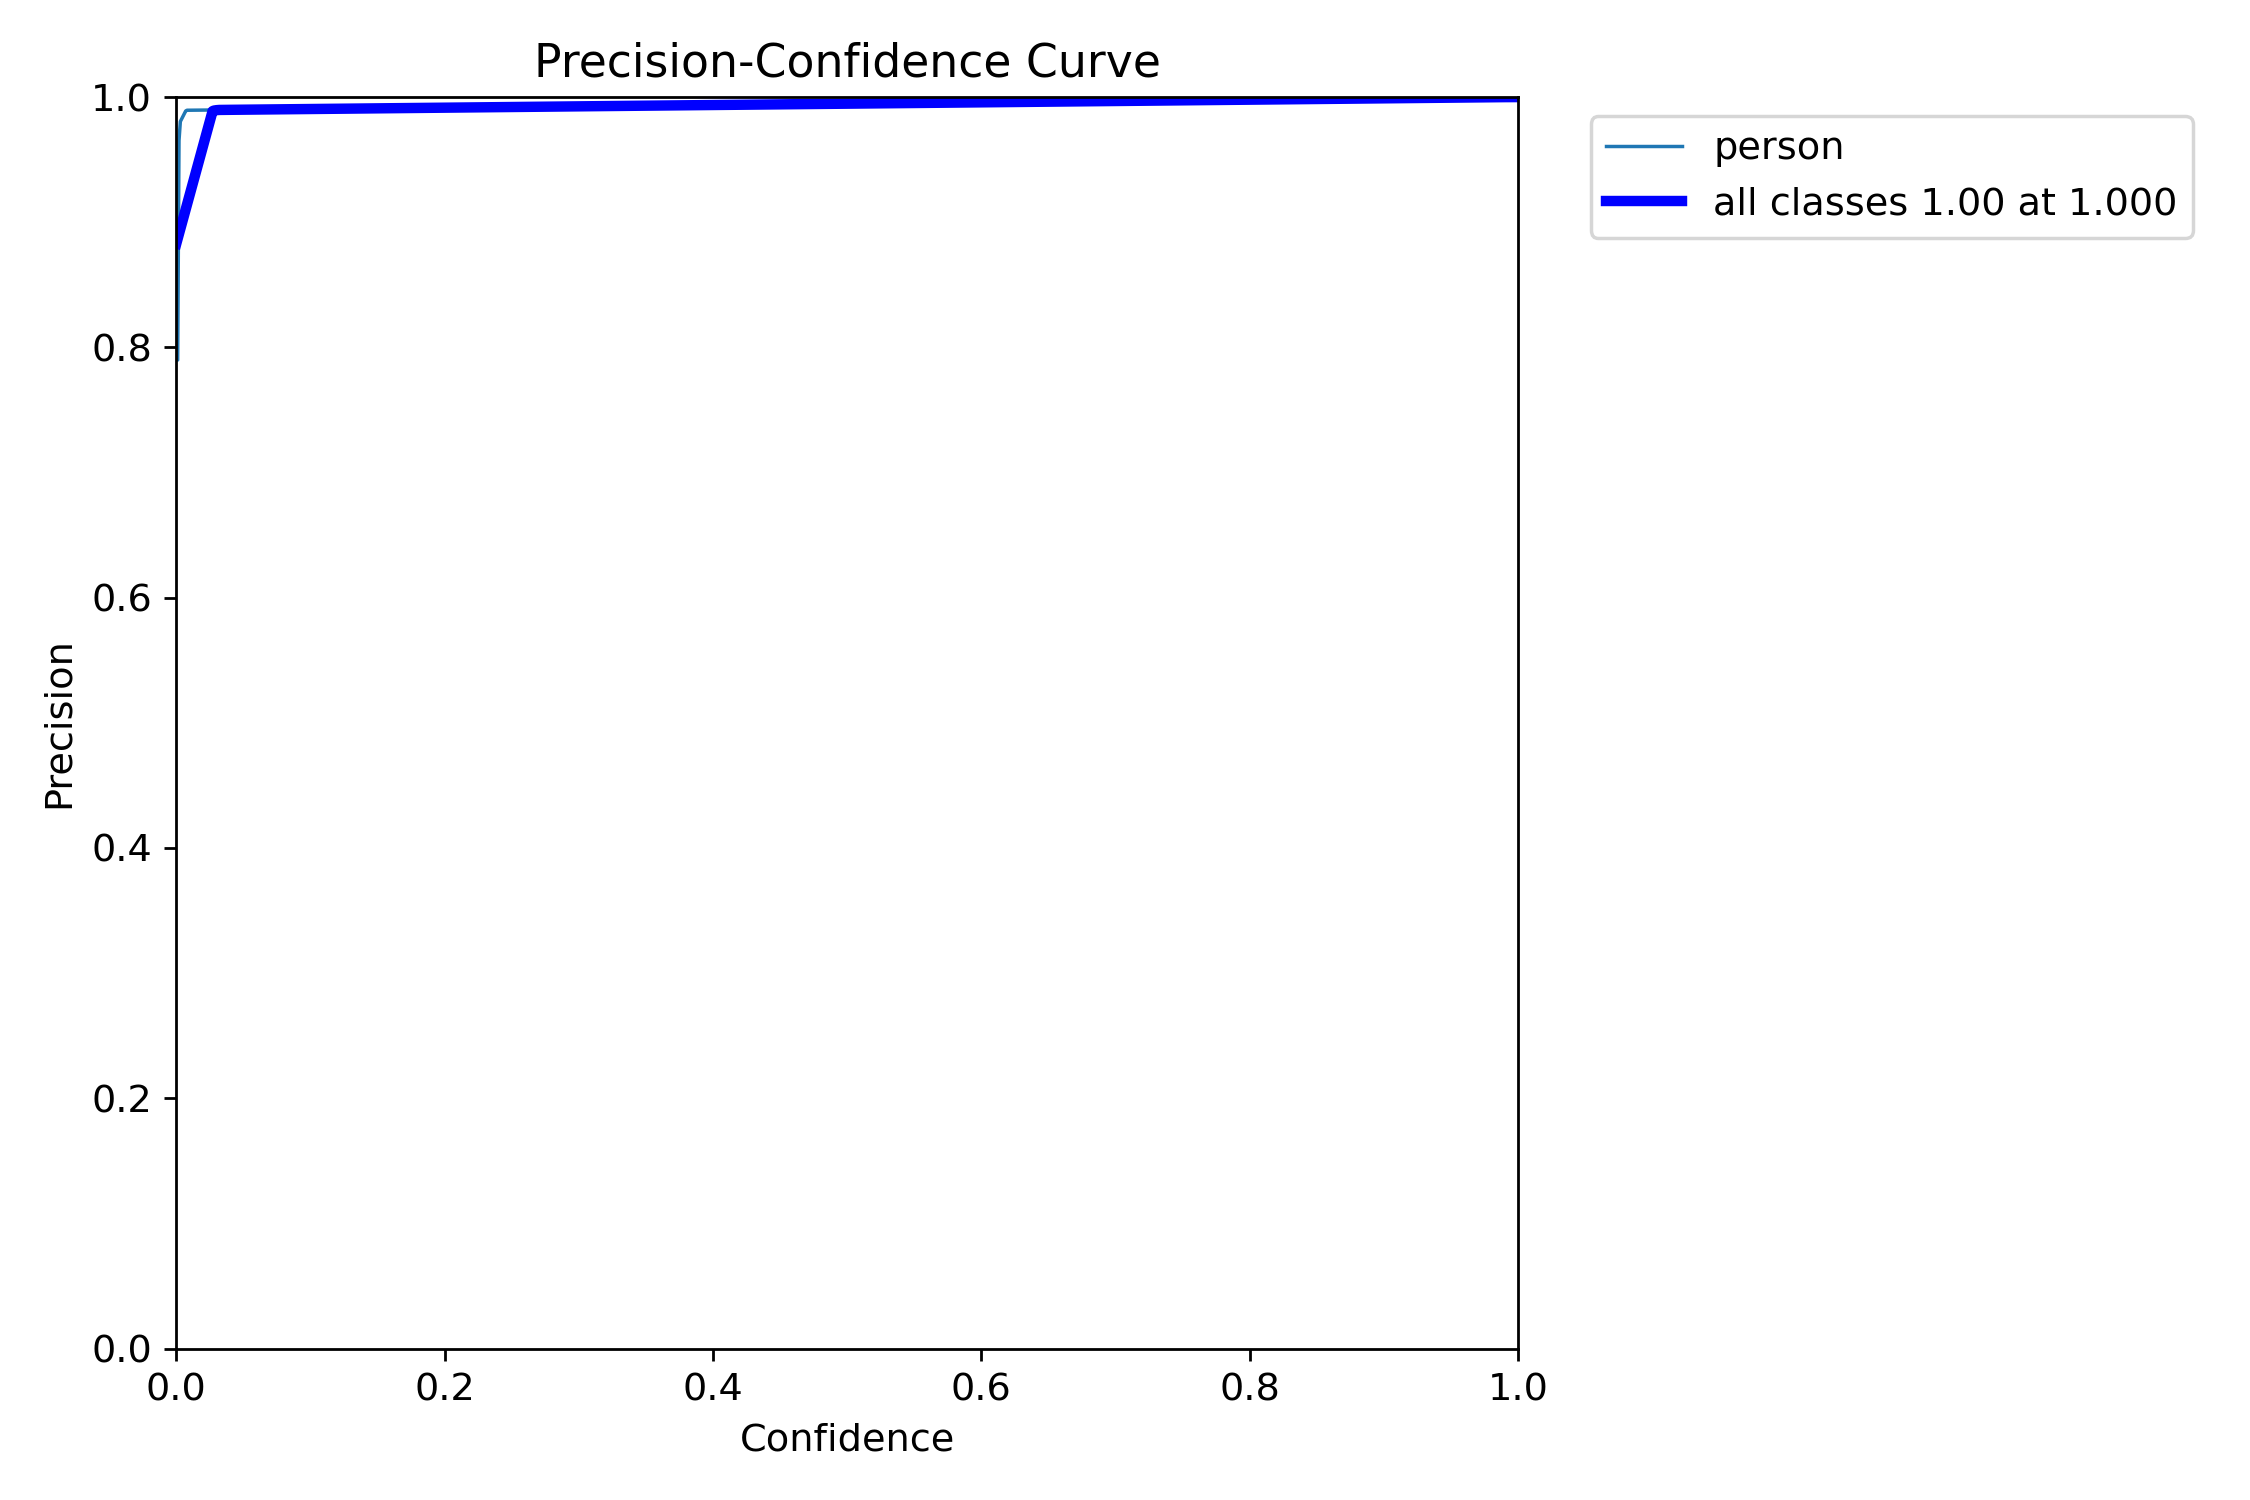 Precision-Confidence Curve
1.0
0.8
0.6
0.4
0.2
0.0
Precision
0.0 0.2 0.4 0.6 0.8 1.0
Confidence
person
all classes 1.00 at 1.000